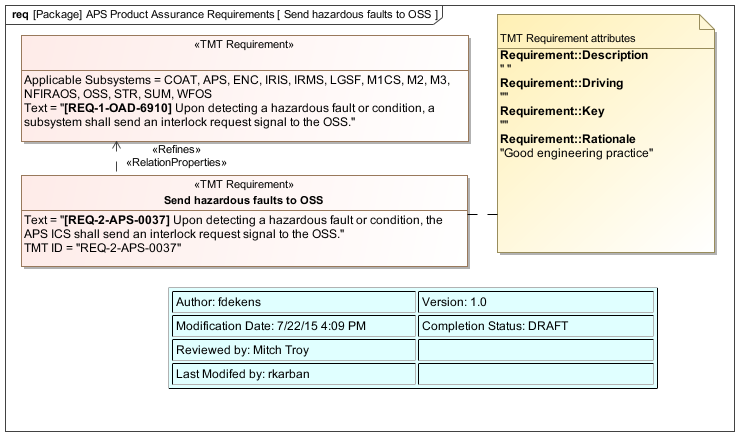 req [Package] APS Product Assurance Requirements [ Send hazardous faults to OSS ]
«TMT Requirement»
Applicable Subsystems = COAT, APS, ENC, IRIS, IRMS, LGSF, M1CS, M2, M3,
NFIRAOS, OSS, STR, SUM, WFOS
Text = "[REQ-1-OAD-6910] Upon detecting a hazardous fault or condition, a
subsystem shall send an interlock request signal to the OSS."
«Refines»
«RelationProperties»
«TMT Requirement»
Send hazardous faults to OSS
Text = "[REQ-2-APS-0037] Upon detecting a hazardous fault or condition, the
APS ICS shall send an interlock request signal to the OSS."
TMT ID = "REQ-2-APS-0037"
TMT Requirement attributes
Requirement::Description
" "
Requirement::Driving
""
Requirement::Key
""
Requirement::Rationale
"Good engineering practice"
Author: fdekens
Version: 1.0
Modification Date: 7/22/15 4:09 PM
Completion Status: DRAFT
Reviewed by: Mitch Troy
Last Modifed by: rkarban